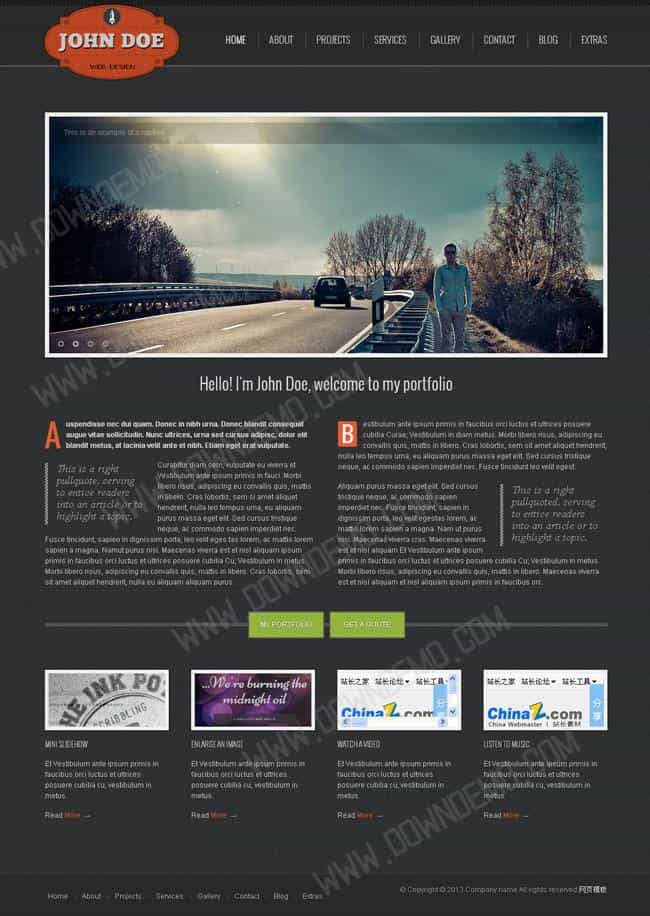 JOHN DOE
WEB DESIGN
HOME
ABOUT
PROJECTS
SERVICES
GALLERY
CONTACT
BLOG
EXTRAS
This is an example of a caption
Hello! I'm John Doe, welcome to my portfolio
A uspendisse nec dui quam. Donec in nibh urna. Donec blandit consequat
augue vitae sollicitudin. Nunc ultrices, urna sed cursus adipisc, dolor elit
blandit metus, at lacinia velit ante et nibh. Etiam eget erat vulputate.
This is a right
pullquote, serving
to entice readers
into an article or to
highlight a topic.
Curabitur diam sem, vulputate eu viverra et
Vestibulum ante ipsum primis in fauci. Morbi
libero risus, adipiscing eu convallis quis, mattis
in libero. Cras lobortis, sem si amet aliquet
hendrerit, nulla leo tempus urna, eu aliquam
purus massa eget elit. Sed cursus tristique
neque, ac commodo sapien imperdiet nec.
Fusce tincidunt, sapien in dignissim porta, leo velit eges tas lorem, ac mattis lorem
sapien a magna. Namut purus nisi. Maecenas viverra est et nisl aliquam ipsum
primis in faucibus orci luctus et ultrices posuere cubilia Cu; Vestibulum in diam.
Morbi libero risus, adipiscing eu convallis quis, mattis in libero. Cras lobortis, sem
sit amet aliquet hendrerit, nulla eu aliquam aliquam purus
B estibulum ante ipsum primis in faucibus orci luctus et ultrices posuere
cubilia Curae; Vestibulum in diam metus. Morbi libero risus, adipiscing eu
convallis quis, mattis in libero. Cras lobortis, sem sit amet aliquet hendrerit,
nulla leo tempus urna, eu aliquam purus massa eget elit. Sed cursus tristique
neque, ac commodo sapien imperdiet nec. Fusce tincidunt leo velit egest.
Aliquam purus massa eget elit. Sed cursus
tristique neque, ac commodo sapien
imperdiet nec. Fusce tincidunt, sapien in
dignissim porta, leo velit egestas lorem, ac
mattis lorem sapien a magna. Nam ut purus
nisi. Maecenas viverra cras. Maecenas viverra
est et nisl aliquam Et Vestibulum ante ipsum
primis in faucibus orci luctus et ultrices posuere cubilia Cu; Vestibulum in metus.
Morbi libero risus, adipiscing eu convallis quis, mattis in libero. Maecenas viverra
est et nisl aliquam et nisl aliquam ipsum primis in faucibus orc.
This is a right
pullquoted, serving
to entice readers
into an article or to
highlight a topic.
MY PORTFOLIO
GET A QUOTE
THE INK PO
SCRIBBLING
...We're burning the
midnight oil
站长之家 站长论坛 站长工具
ChinaZ.com
分
站长之家 站长论坛 站长工具
ChinaZ.com
China Webmaster | 站长素材
分
享
MINI SLIDEHOW
Et Vestibulum ante ipsum primis in
faucibus orci luctus et ultrices
posuere cubilia cu, vestibulum in
metus.
Read More →
ENLARGE AN IMAGE
Et Vestibulum ante ipsum primis in
faucibus orci luctus et ultrices
posuere cubilia cu, vestibulum in
metus.
Read More →
WATCH A VIDEO
Et Vestibulum ante ipsum primis in
faucibus orci luctus et ultrices
posuere cubilia cu, vestibulum in
metus.
Read More →
LISTEN TO MUSIC
Et Vestibulum ante ipsum primis in
faucibus orci luctus et ultrices
posuere cubilia cu, vestibulum in
metus
Read More →
Home
About
Projects
Services
Gallery
Contact
Blog
Extras
© Copyright © 2013.Company name All rights reserved.网页模板
WWW.DOWNDEMO.COM